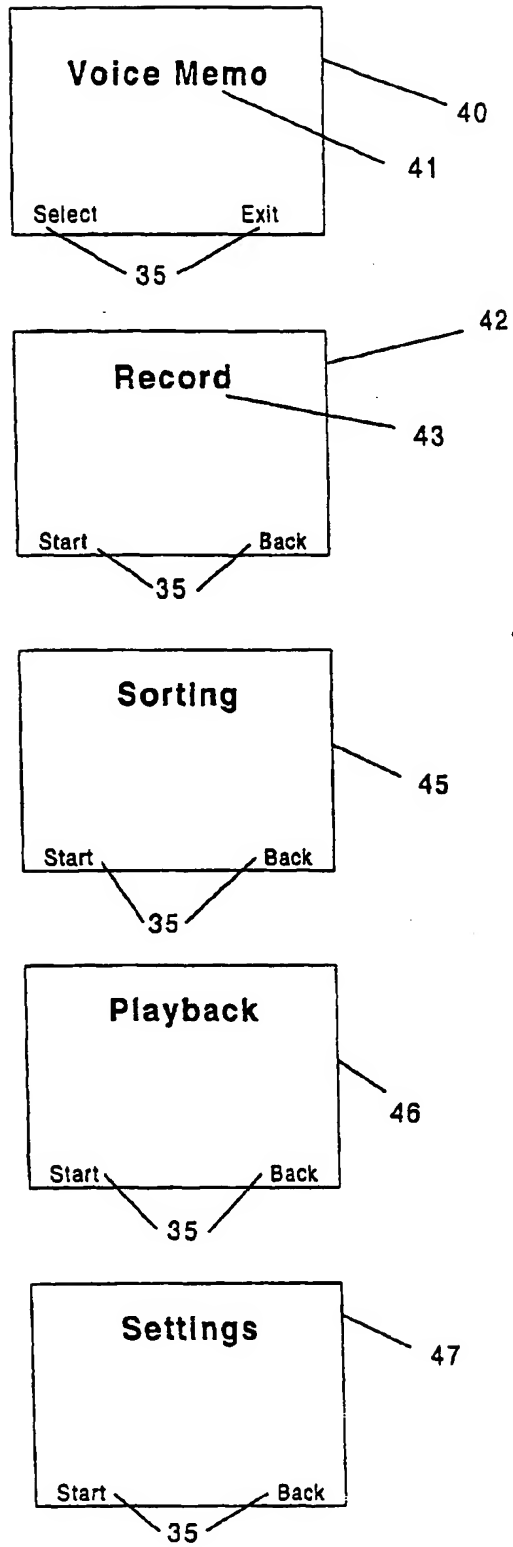 Voice Memo
40
41
Select Exit
35
42
Record
43
Start Back
35
Sorting
45
Start Back
35
Playback
46
Start Back
35
Settings
47
Start Back
35